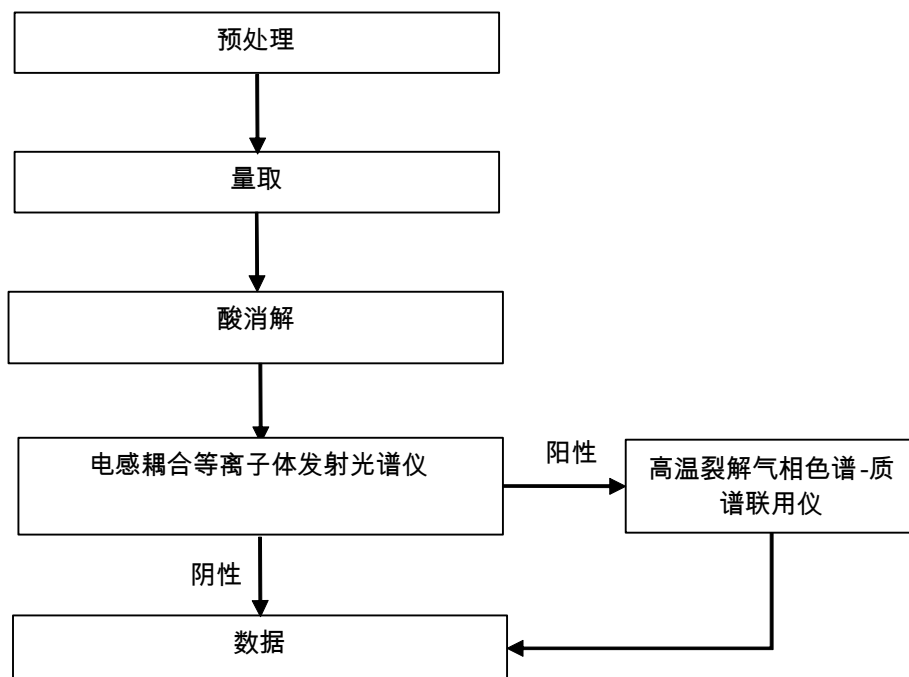 预处理
量取
酸消解
电感耦合等离子体发射光谱仪
阳性
高温裂解气相色谱-质
谱联用仪
阴性
数据